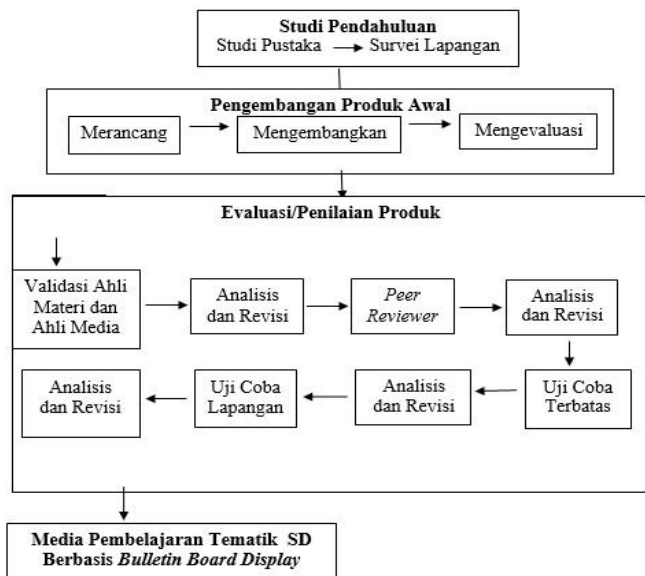 Studi Pendahuluan
Studi Pustaka Survei Lapangan
Pengembangan Produk Awal
Merancang Mengembangkan Mengevaluasi
Evaluasi/Penilaian Produk
Validasi Ahli
Materi dan
Ahli Media
Analisis
dan Revisi
Peer
Reviewer
Analisis
dan Revisi
Uji Coba
Terbatas
Analisis
dan Revisi
Uji Coba
Lapangan
Analisis
dan Revisi
Media Pembelajaran Tematik SD
Berbasis Bulletin Board Display